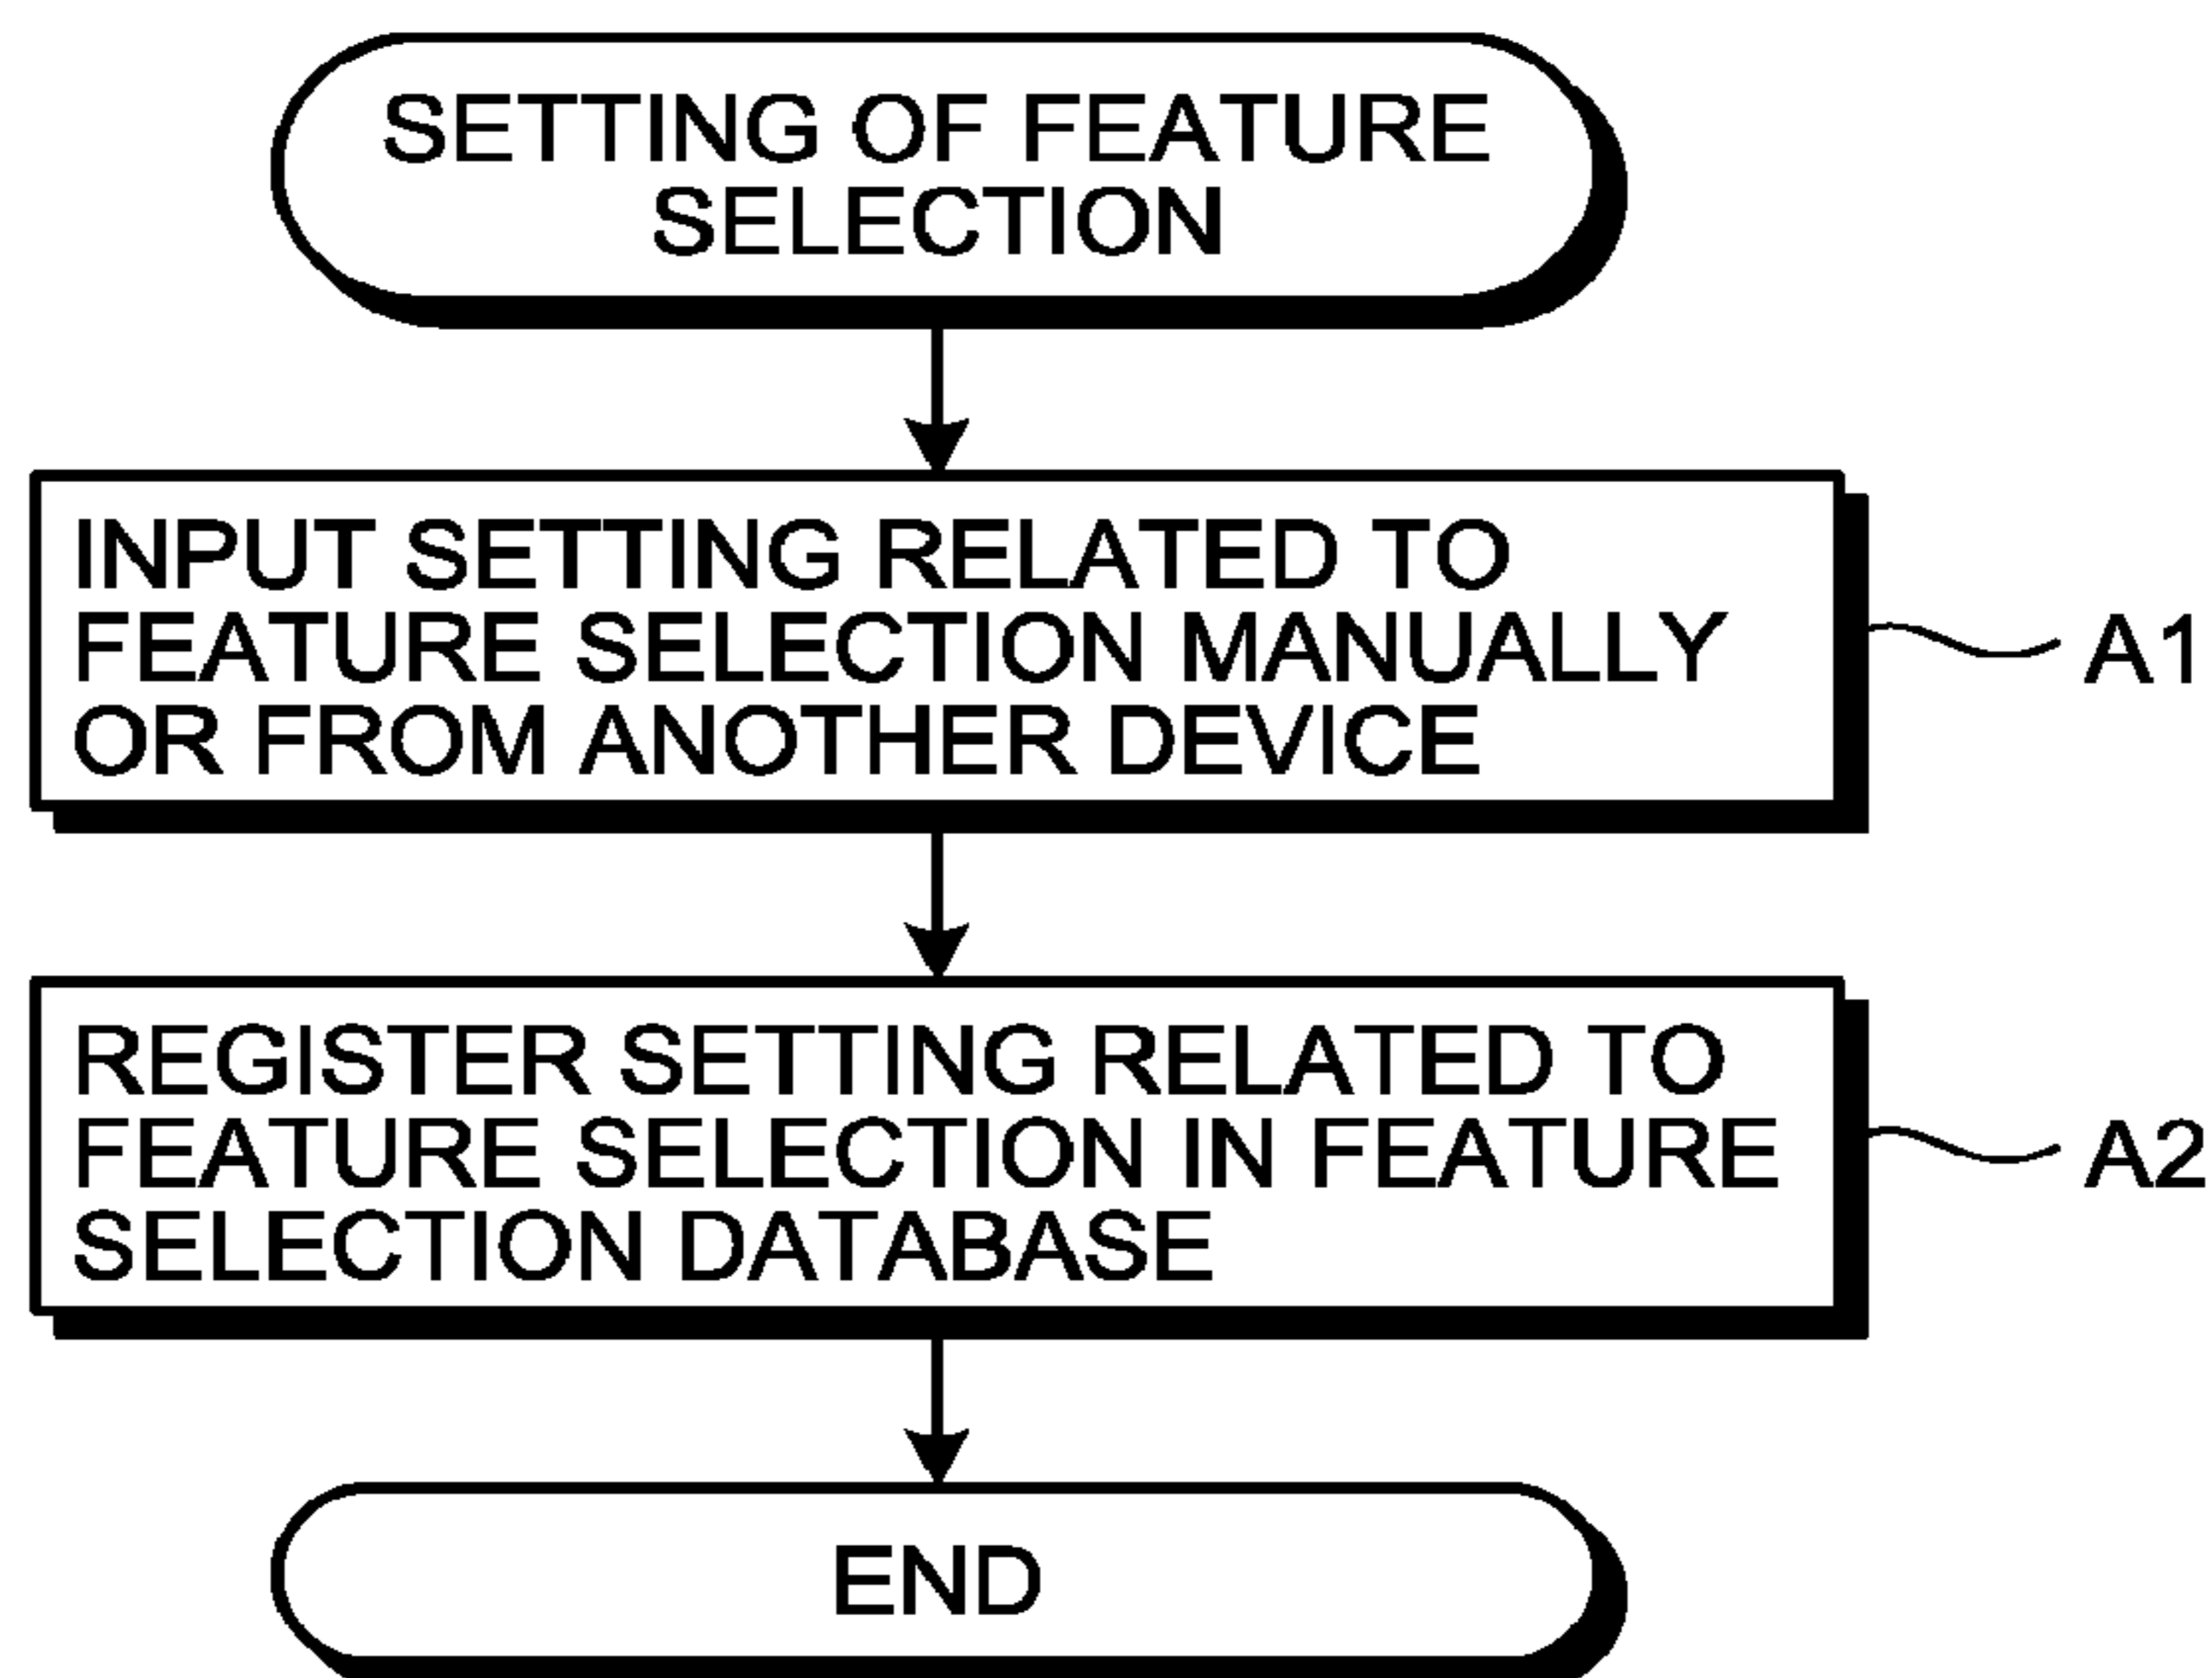 SETTING OF FEATURE
SELECTION
INPUT SETTING RELATED TO
FEATURE SELECTION MANUALLY
OR FROM ANOTHER DEVICE
A1
REGISTER SETTING RELATED TO
FEATURE SELECTION IN FEATURE
SELECTION DATABASE
A2
END